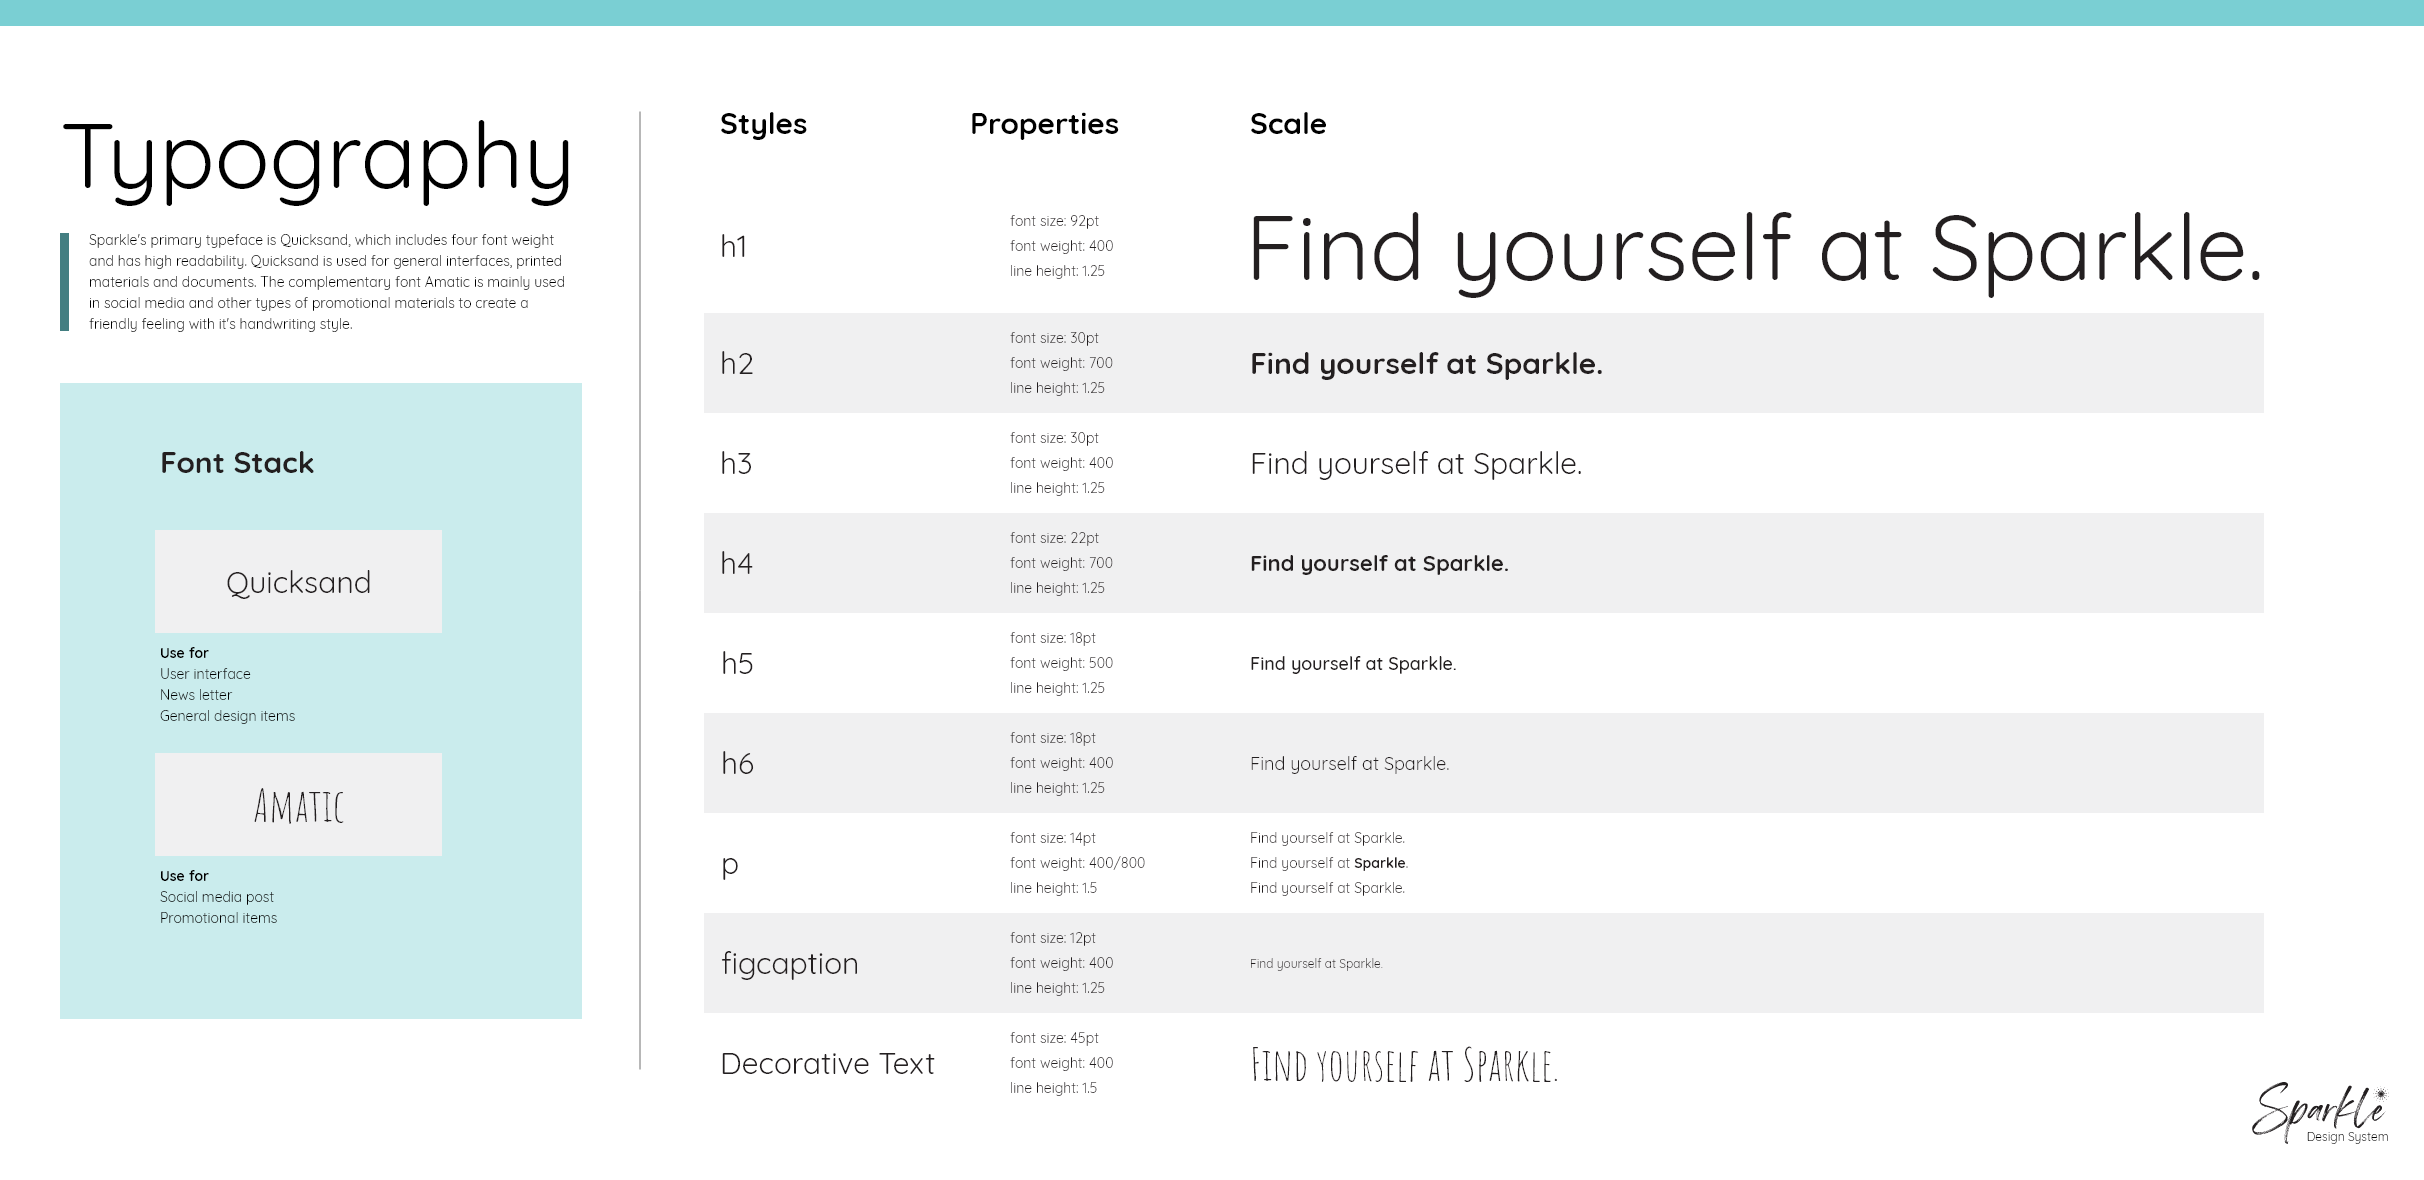 Typography
Sparkle's primary typeface is Quicksand, which includes four font weight
and has high readability. Quicksand is used for general interfaces, printed
materials and documents. The complementary font Amatic is mainly used
in social media and other types of promotional materials to create a
friendly feeling with it's handwriting style.
Font Stack
Quicksand
Use for
User interface
News letter
General design items
Amatic
Use for
Social media post
Promotional items
Styles Properties Scale
h1
font size: 92pt
font weight: 400
line height: 1.25
Find yourself at Sparkle.
h2
font size: 30pt
font weight: 700
line height: 1.25
Find yourself at Sparkle.
h3
font size: 30pt
font weight: 400
line height: 1.25
Find yourself at Sparkle.
h4
font size: 22pt
font weight: 700
line height: 1.25
Find yourself at Sparkle.
h5
font size: 18pt
font weight: 500
line height: 1.25
Find yourself at Sparkle.
h6
font size: 18pt
font weight: 400
line height: 1.25
Find yourself at Sparkle.
p
font size: 14pt
font weight: 400/800
line height: 1.5
Find yourself at Sparkle.
Find yourself at Sparkle.
Find yourself at Sparkle.
figcaption
font size: 12pt
font weight: 400
line height: 1.25
Find yourself at Sparkle.
Decorative Text
font size: 45pt
font weight: 400
line height: 1.5
Find yourself at Sparkle.
Sparkle
Design System